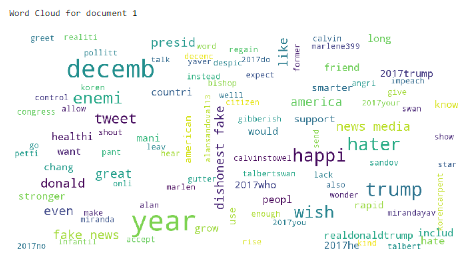 Word Cloud for document 1
greet realiti word regain calvin long
pollitt presid like former marlene399
decemb talk yaver despic 2017do friend
koren instead expect angri 2017trump impeach
enemi countri bishop smarter give
control well1 america 2017your swan know
congress allow tweet citizen
healthi shout mani american alansandoval13 dishonest fake gibberish support news media
go want leav would send hater show
petti pant hear calvinstowel happi sandov star
chang great talbertswan lack
donald onli gutter 2017who also trump
stronger marlen peopl wonder rapid mirandayav
even make alan year use enough wish
miranda grow 2017you realdonaldtrump includ
fake news accept 2017he kind hate
2017no infantil rise talbert